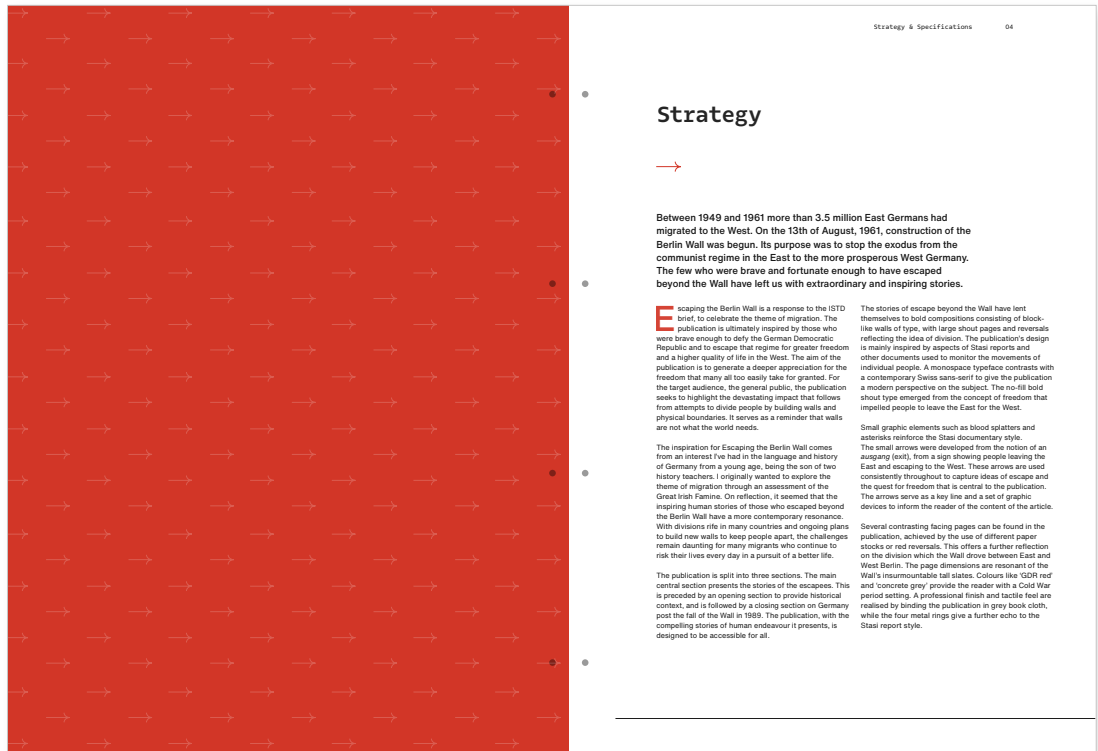 Strategy & Specifications 04
Strategy
Between 1949 and 1961 more than 3.5 million East Germans had
migrated to the West. On the 13th of August, 1961, construction of the
Berlin Wall was begun. Its purpose was to stop the exodus from the
communist regime in the East to the more prosperous West Germany.
The few who were brave and fortunate enough to have escaped
beyond the Wall have left us with extraordinary and inspiring stories.
Escaping the Berlin Wall is a response to the ISTD
brief, to celebrate the theme of migration. The
publication is ultimately inspired by those who
were brave enough to defy the German Democratic
Republic and to escape that regime for greater freedom
and a higher quality of life in the West. The aim of the
publication is to generate a deeper appreciation for the
freedom that many all too easily take for granted. For
the target audience, the general public, the publication
seeks to highlight the devastating impact that follows
from attempts to divide people by building walls and
physical boundaries. It serves as a reminder that walls
are not what the world needs.
The inspiration for Escaping the Berlin Wall comes
from an interest I've had in the language and history
of Germany from a young age, being the son of two
history teachers. I originally wanted to explore the
theme of migration through an assessment of the
Great Irish Famine. On reflection, it seemed that the
inspiring human stories of those who escaped beyond
the Berlin Wall have a more contemporary resonance.
With divisions rife in many countries and ongoing plans
to build new walls to keep people apart, the challenges
remain daunting for many migrants who continue to
risk their lives every day in a pursuit of a better life.
The publication is split into three sections. The main
central section presents the stories of the escapees. This
is preceded by an opening section to provide historical
context, and is followed by a closing section on Germany
post the fall of the Wall in 1989. The publication, with the
compelling stories of human endeavour it presents, is
designed to be accessible for all.
The stories of escape beyond the Wall have lent
themselves to bold compositions consisting of block-
like walls of type, with large shout pages and reversals
reflecting the idea of division. The publication's design
is mainly inspired by aspects of Stasi reports and
other documents used to monitor the movements of
individual people. A monospace typeface contrasts with
a contemporary Swiss sans-serif to give the publication
a modern perspective on the subject. The no-fill bold
shout type emerged from the concept of freedom that
impelled people to leave the East for the West.
Small graphic elements such as blood splatters and
asterisks reinforce the Stasi documentary style.
The small arrows were developed from the notion of an
ausgang (exit), from a sign showing people leaving the
East and escaping to the West. These arrows are used
consistently throughout to capture ideas of escape and
the quest for freedom that is central to the publication.
The arrows serve as a key line and a set of graphic
devices to inform the reader of the content of the article.
Several contrasting facing pages can be found in the
publication, achieved by the use of different paper
stocks or red reversals. This offers a further reflection
on the division which the Wall drove between East and
West Berlin. The page dimensions are resonant of the
Wall's insurmountable tall slates. Colours like 'GDR red'
and 'concrete grey' provide the reader with a Cold War
period setting. A professional finish and tactile feel are
realised by binding the publication in grey book cloth,
while the four metal rings give a further echo to the
Stasi report style.